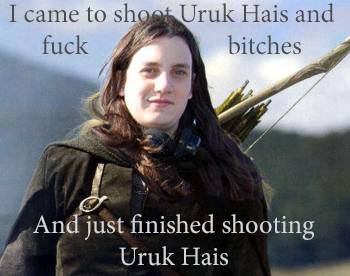 I came to shoot Uruk Hais and
fuck bitches
And just finished shooting
Uruk Hais